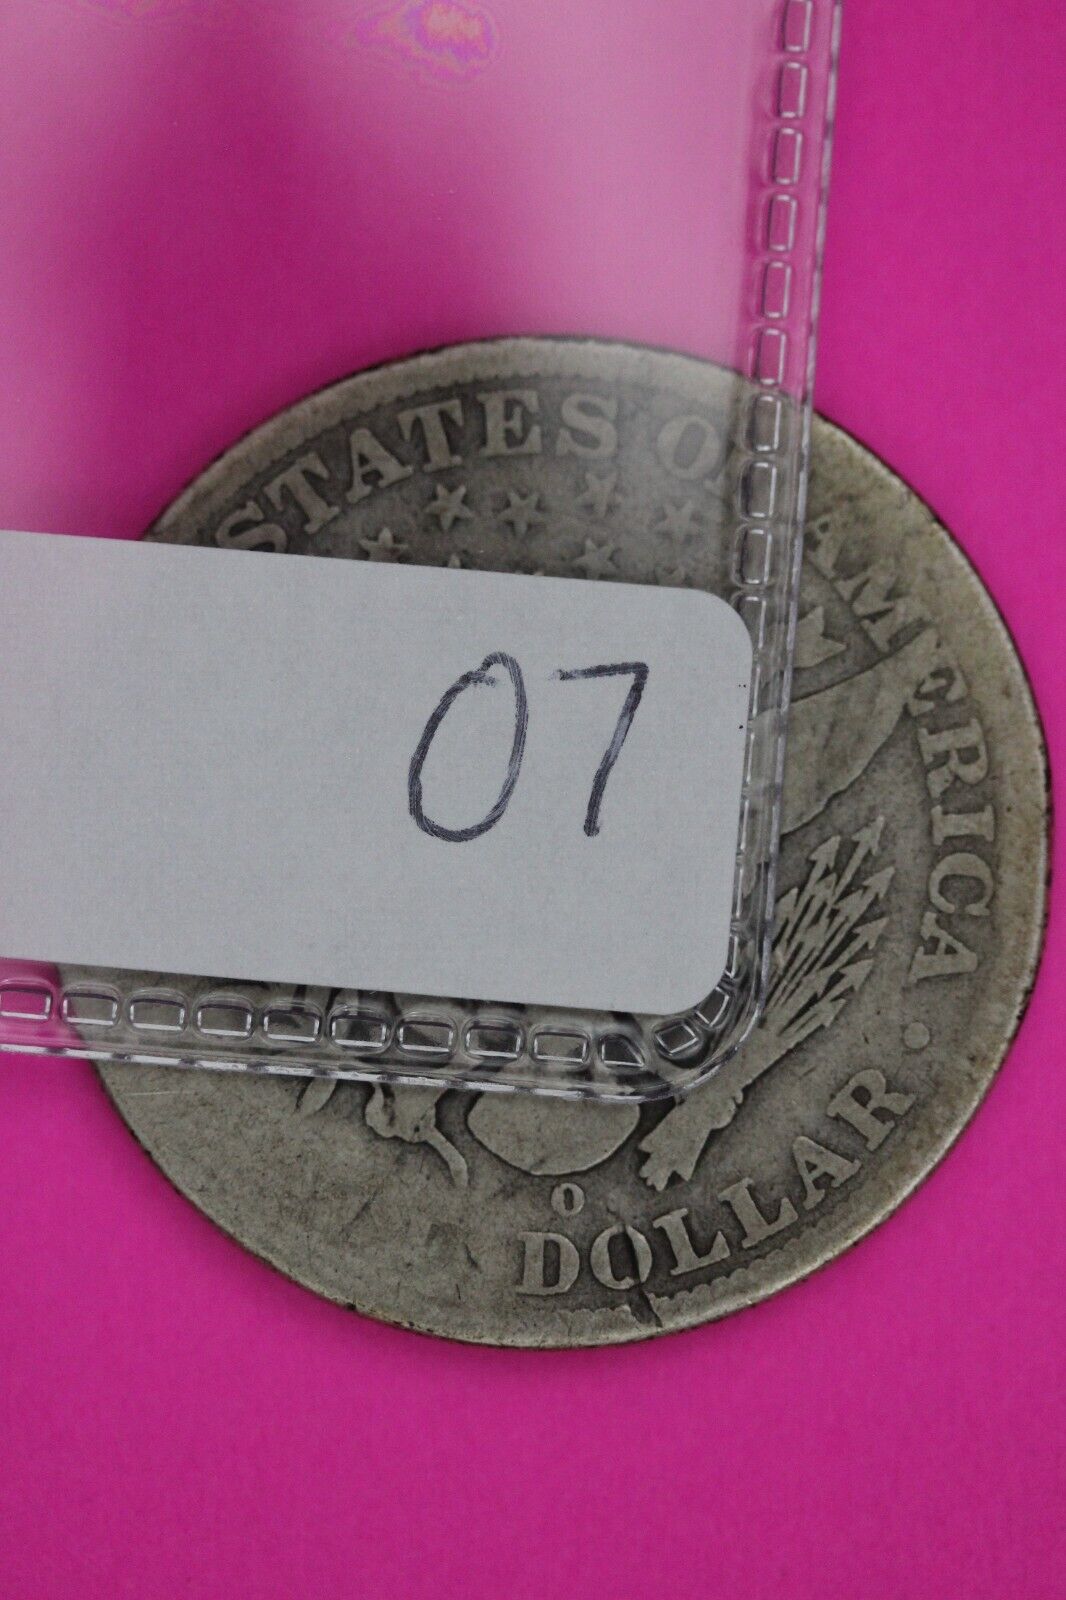 STATES OF AMERICA
07
O
DOLLAR